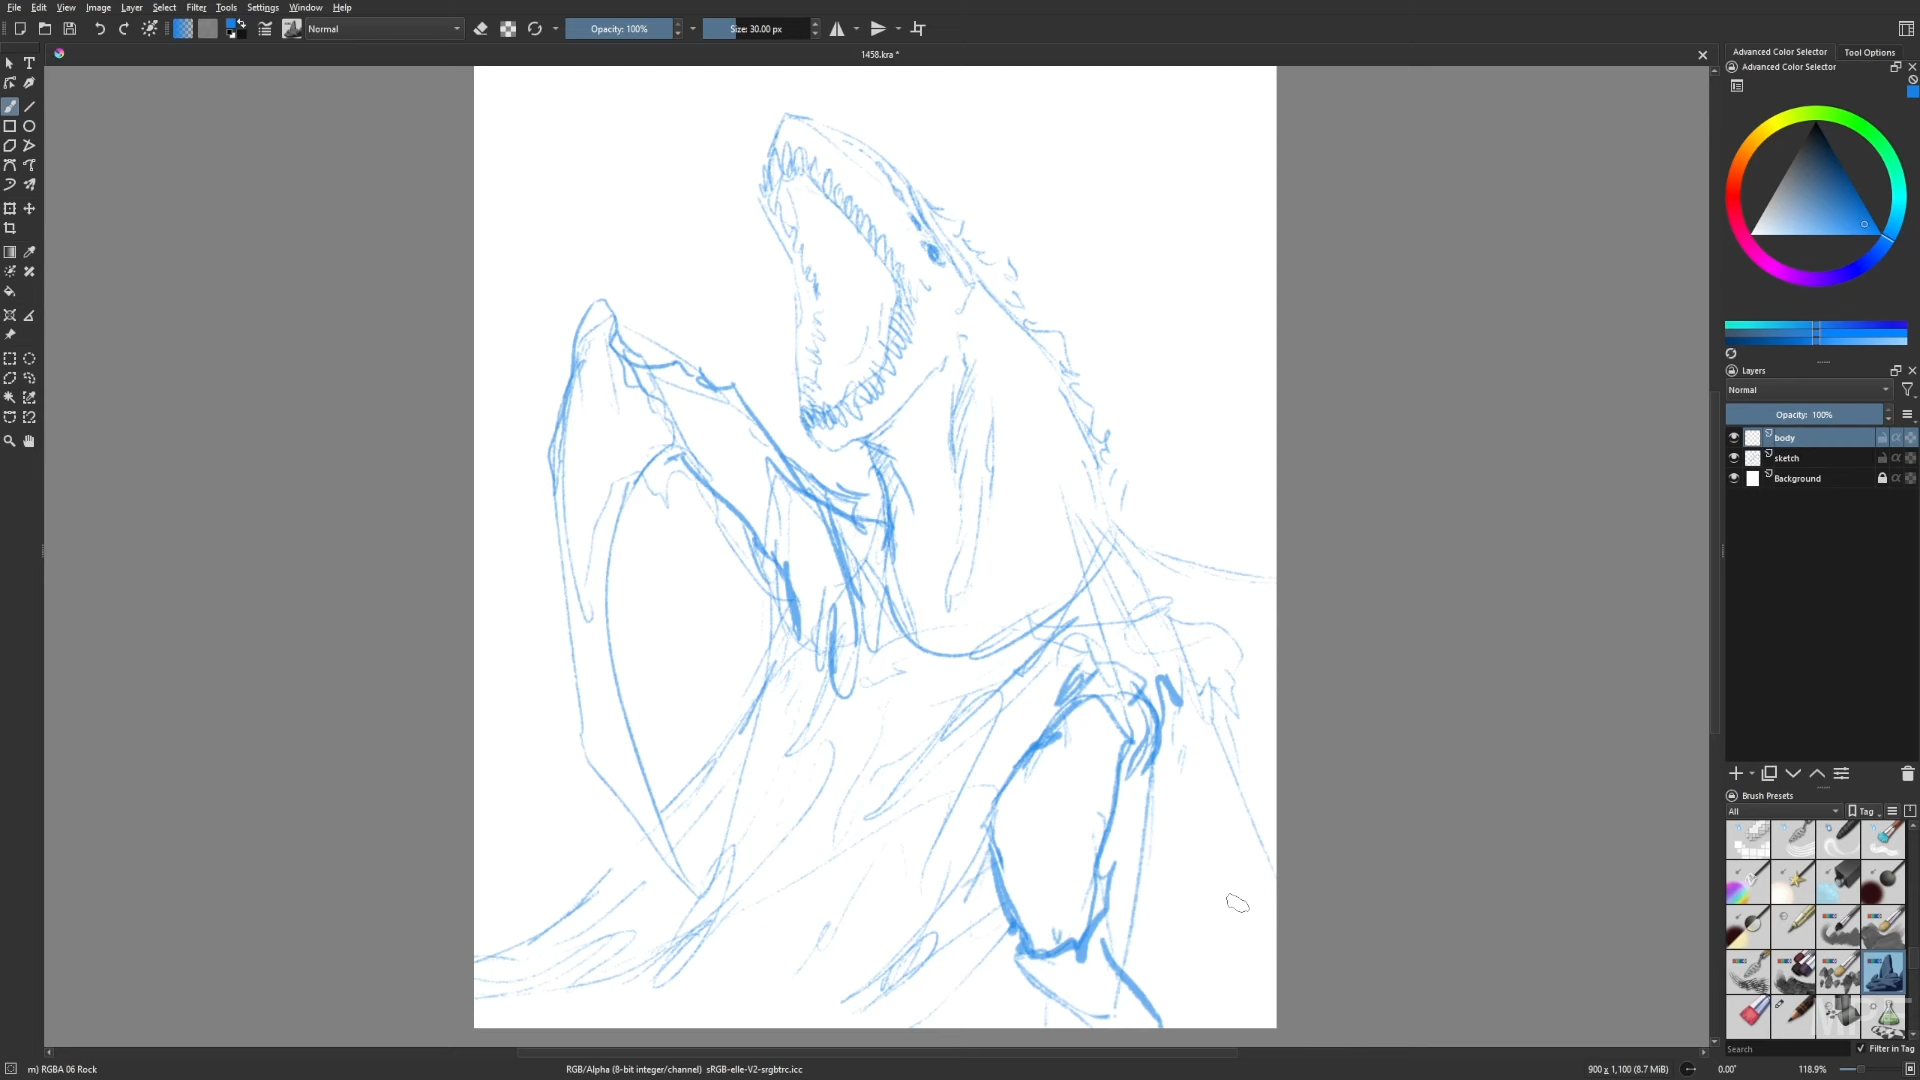 File Edit View Image Layer Select Filter Tools Settings Window Help
Normal Opacity: 100% Size: 30.00 px
1458.kra *
Advanced Color Selector Tool Options
Advanced Color Selector
Layers
Normal
Opacity: 100%
body
sketch
Background
Brush Presets
All Tag
Search Filter in Tag
m) RGBA 06 Rock RGB/Alpha (8-bit integer/channel) sRGB-elle-V2-srgbtrc.icc 900 x 1,100 (8.7 MiB) 0.00° 118.9%